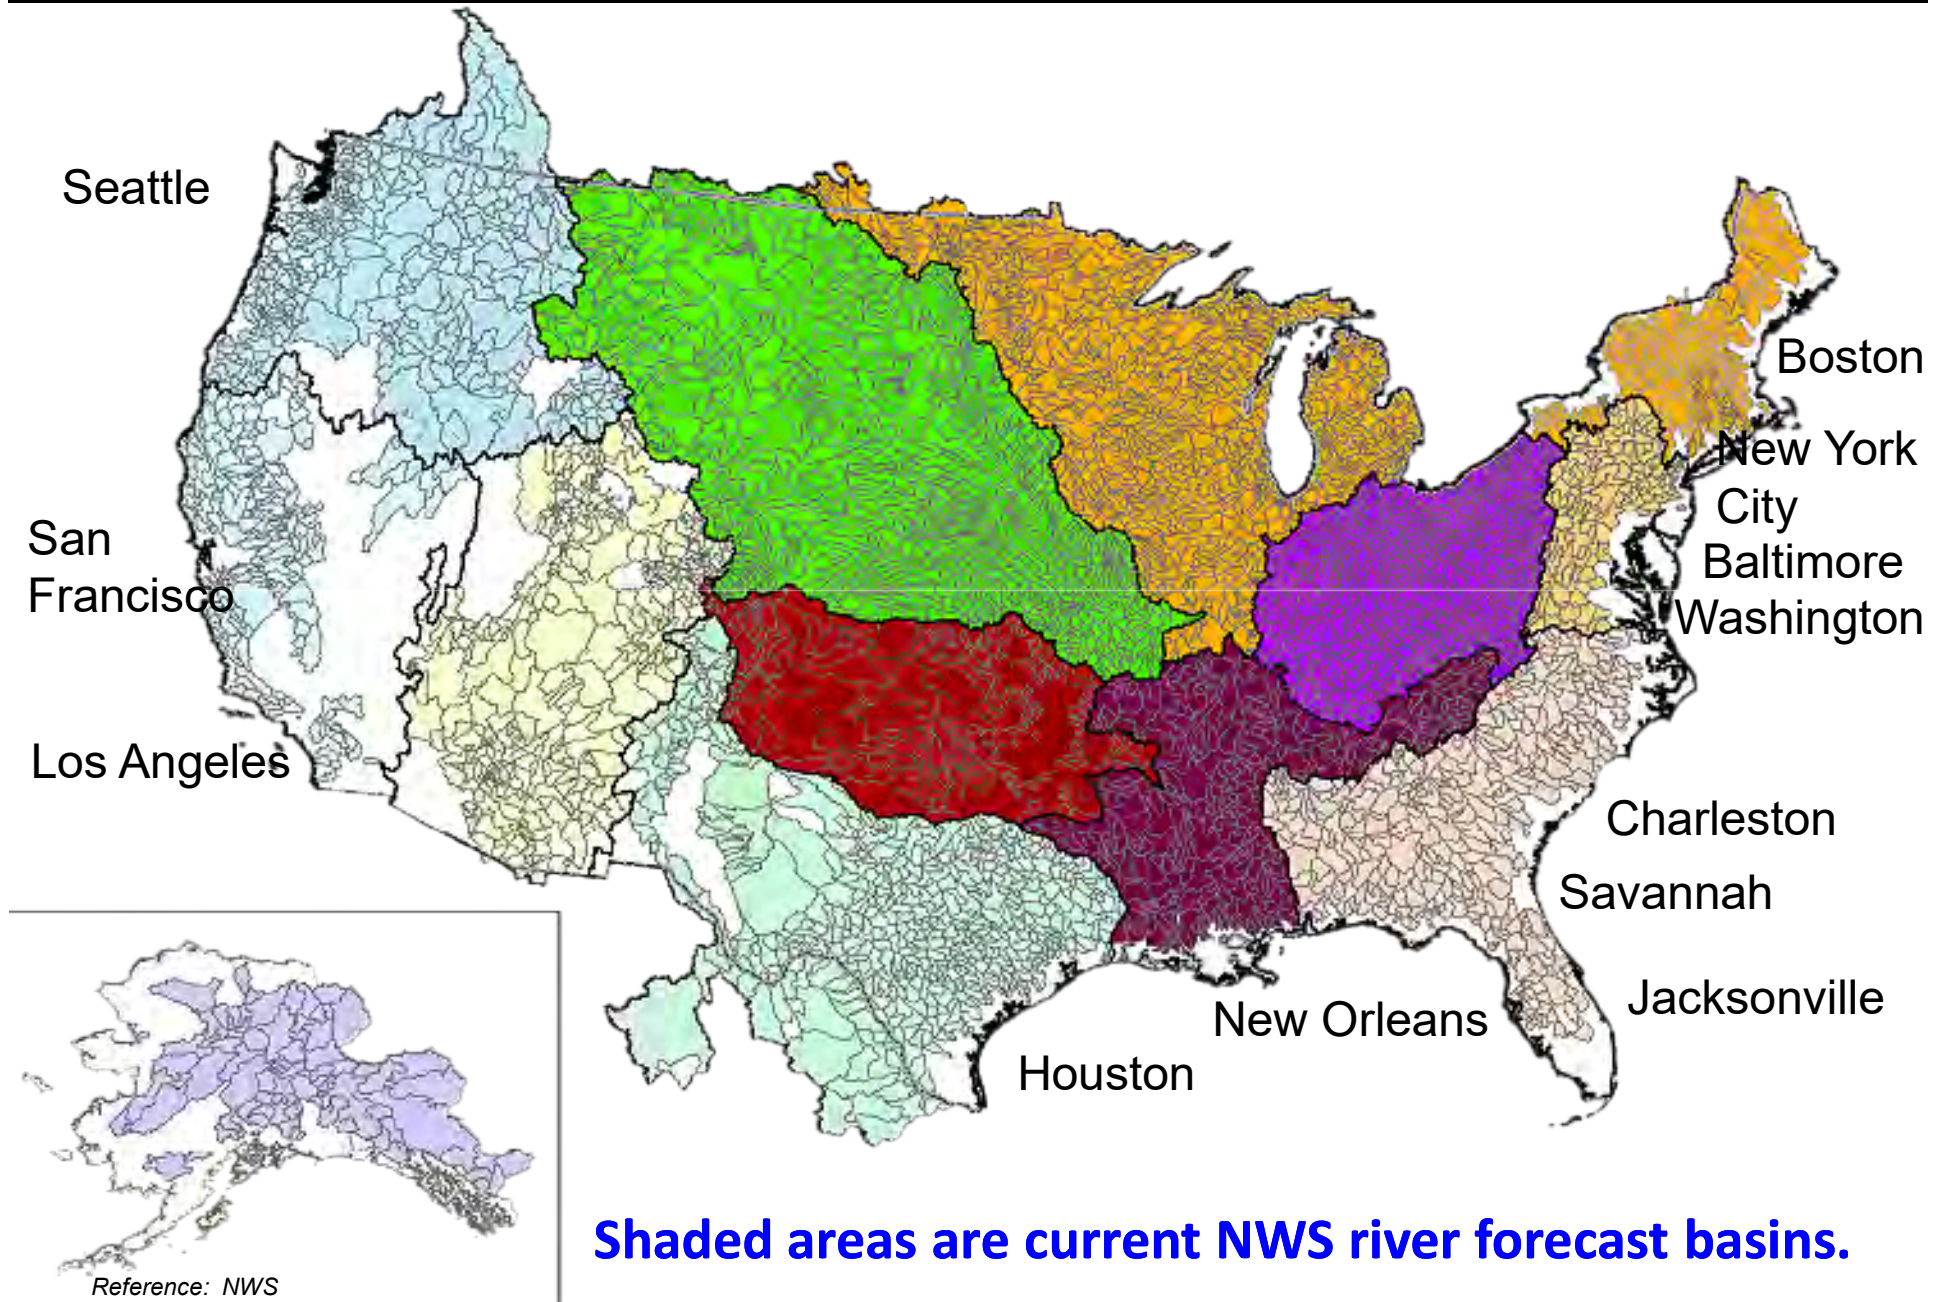 Seattle
Boston
New York
City
San
Francisco
Baltimore
Washington
Los Angeles
Charleston
Savannah
Jacksonville
New Orleans
Houston
Shaded areas are current NWS river forecast basins.
Reference: NWS